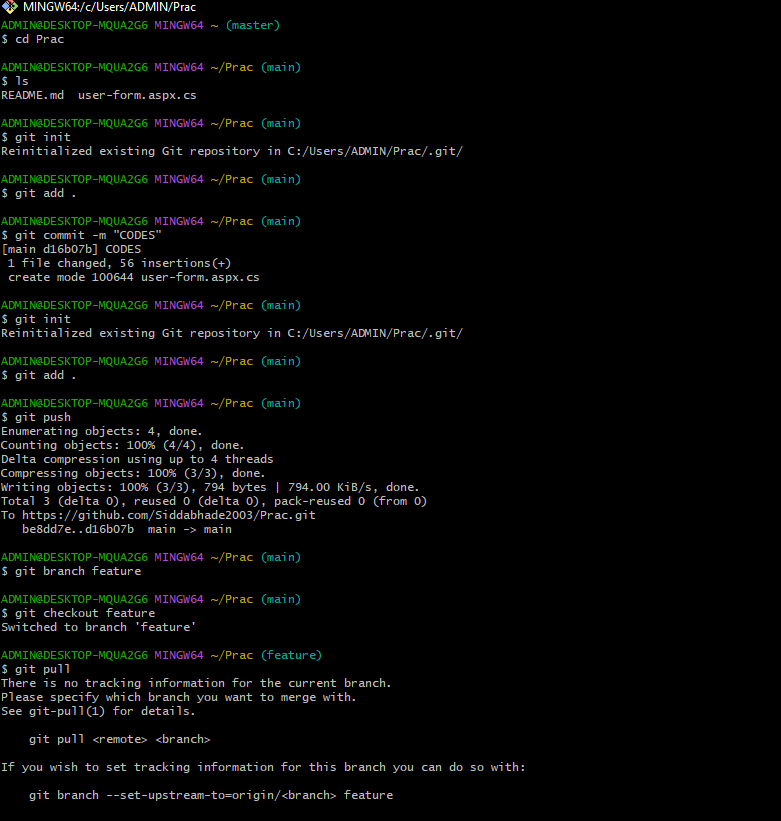 MINGW64:/c/Users/ADMIN/Prac
ADMIN@DESKTOP-MQUA2G6 MINGW64 ~ (master)
$ cd Prac
ADMIN@DESKTOP-MQUA2G6 MINGW64 ~/Prac (main)
$ ls
README.md  user-form.aspx.cs
ADMIN@DESKTOP-MQUA2G6 MINGW64 ~/Prac (main)
$ git init
Reinitialized existing Git repository in C:/Users/ADMIN/Prac/.git/
ADMIN@DESKTOP-MQUA2G6 MINGW64 ~/Prac (main)
$ git add .
ADMIN@DESKTOP-MQUA2G6 MINGW64 ~/Prac (main)
$ git commit -m "CODES"
[main d16b07b] CODES
 1 file changed, 56 insertions(+)
 create mode 100644 user-form.aspx.cs
ADMIN@DESKTOP-MQUA2G6 MINGW64 ~/Prac (main)
$ git init
Reinitialized existing Git repository in C:/Users/ADMIN/Prac/.git/
ADMIN@DESKTOP-MQUA2G6 MINGW64 ~/Prac (main)
$ git add .
ADMIN@DESKTOP-MQUA2G6 MINGW64 ~/Prac (main)
$ git push
Enumerating objects: 4, done.
Counting objects: 100% (4/4), done.
Delta compression using up to 4 threads
Compressing objects: 100% (3/3), done.
Writing objects: 100% (3/3), 794 bytes | 794.00 KiB/s, done.
Total 3 (delta 0), reused 0 (delta 0), pack-reused 0 (from 0)
To https://github.com/Siddabhade2003/Prac.git
   be8dd7e..d16b07b  main -> main
ADMIN@DESKTOP-MQUA2G6 MINGW64 ~/Prac (main)
$ git branch feature
ADMIN@DESKTOP-MQUA2G6 MINGW64 ~/Prac (main)
$ git checkout feature
Switched to branch 'feature'
ADMIN@DESKTOP-MQUA2G6 MINGW64 ~/Prac (feature)
$ git pull
There is no tracking information for the current branch.
Please specify which branch you want to merge with.
See git-pull(1) for details.
    git pull <remote> <branch>
If you wish to set tracking information for this branch you can do so with:
    git branch --set-upstream-to=origin/<branch> feature